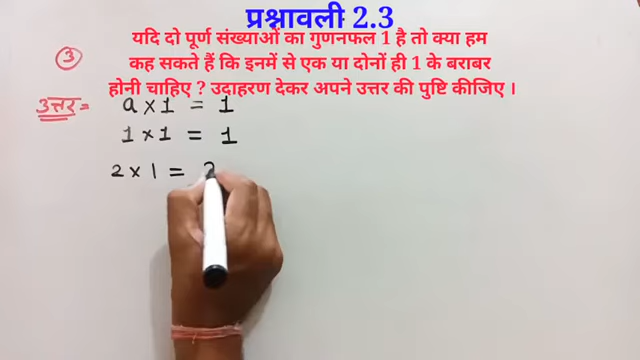 प्रश्नावली 2.3
यदि दो पूर्ण संख्याओं का गुणनफल 1 है तो क्या हम
③ कह सकते हैं कि इनमें से एक या दोनों ही 1 के बराबर
होनी चाहिए ? उदाहरण देकर अपने उत्तर की पुष्टि कीजिए ।
उत्तर= a × 1 = 1
1 × 1 = 1
2 × 1 = 2